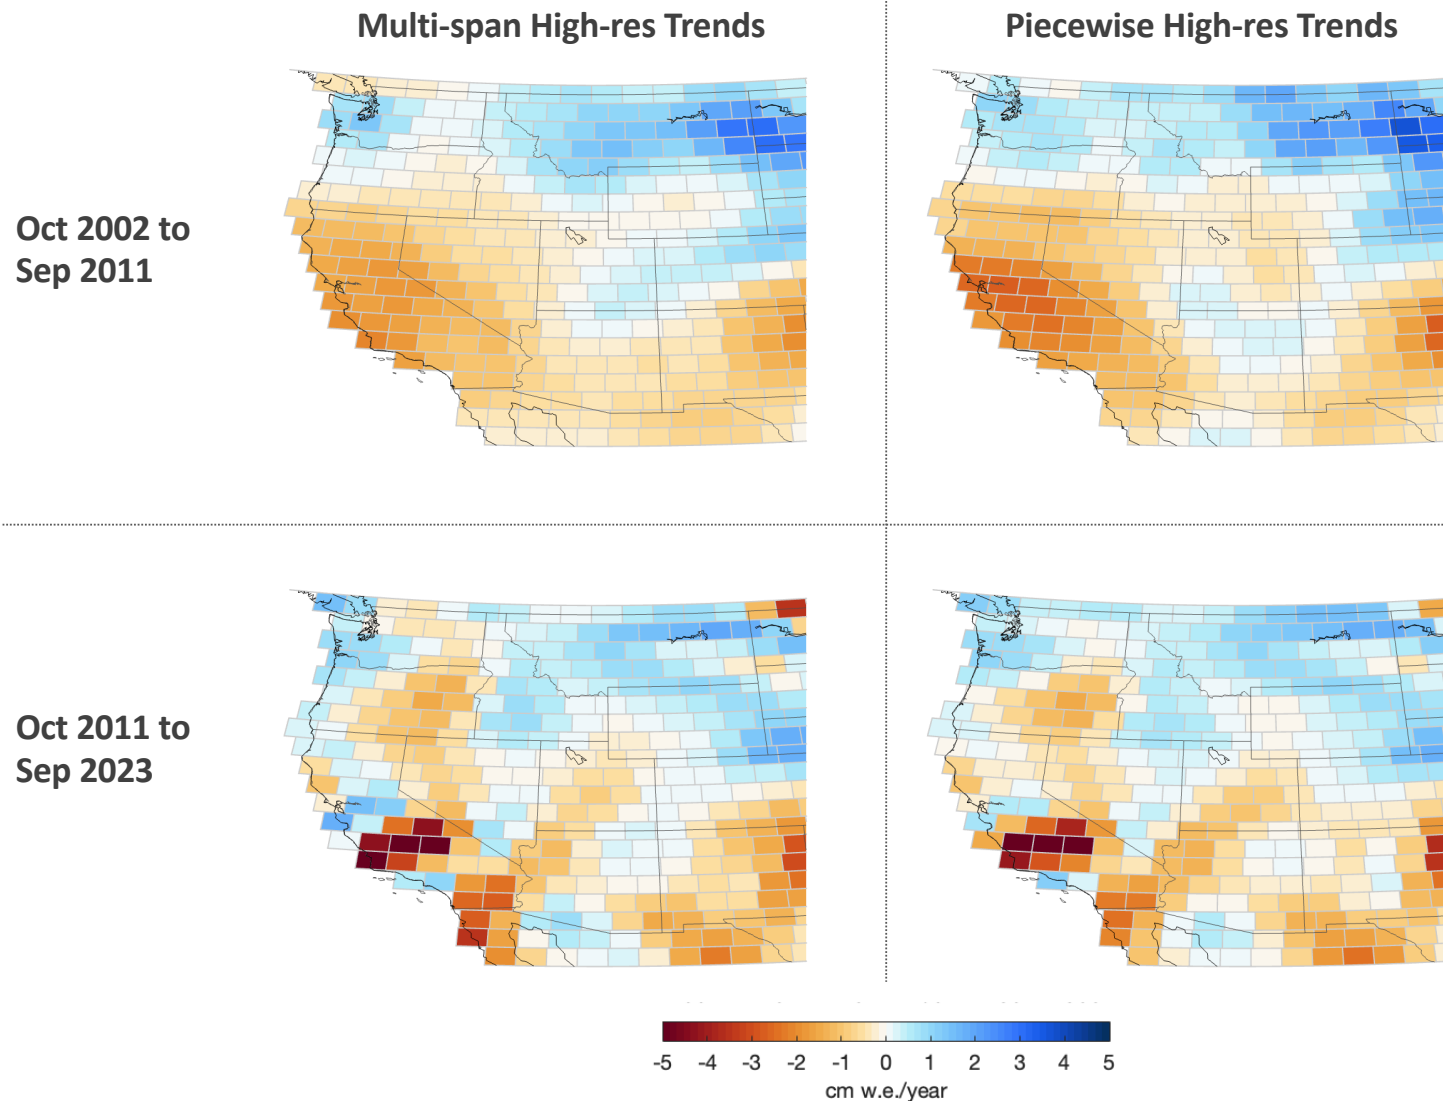 Multi-span High-res Trends
Piecewise High-res Trends
Oct 2002 to
Sep 2011
Oct 2011 to
Sep 2023
-5 -4 -3 -2 -1 0 1 2 3 4 5
cm w.e./year